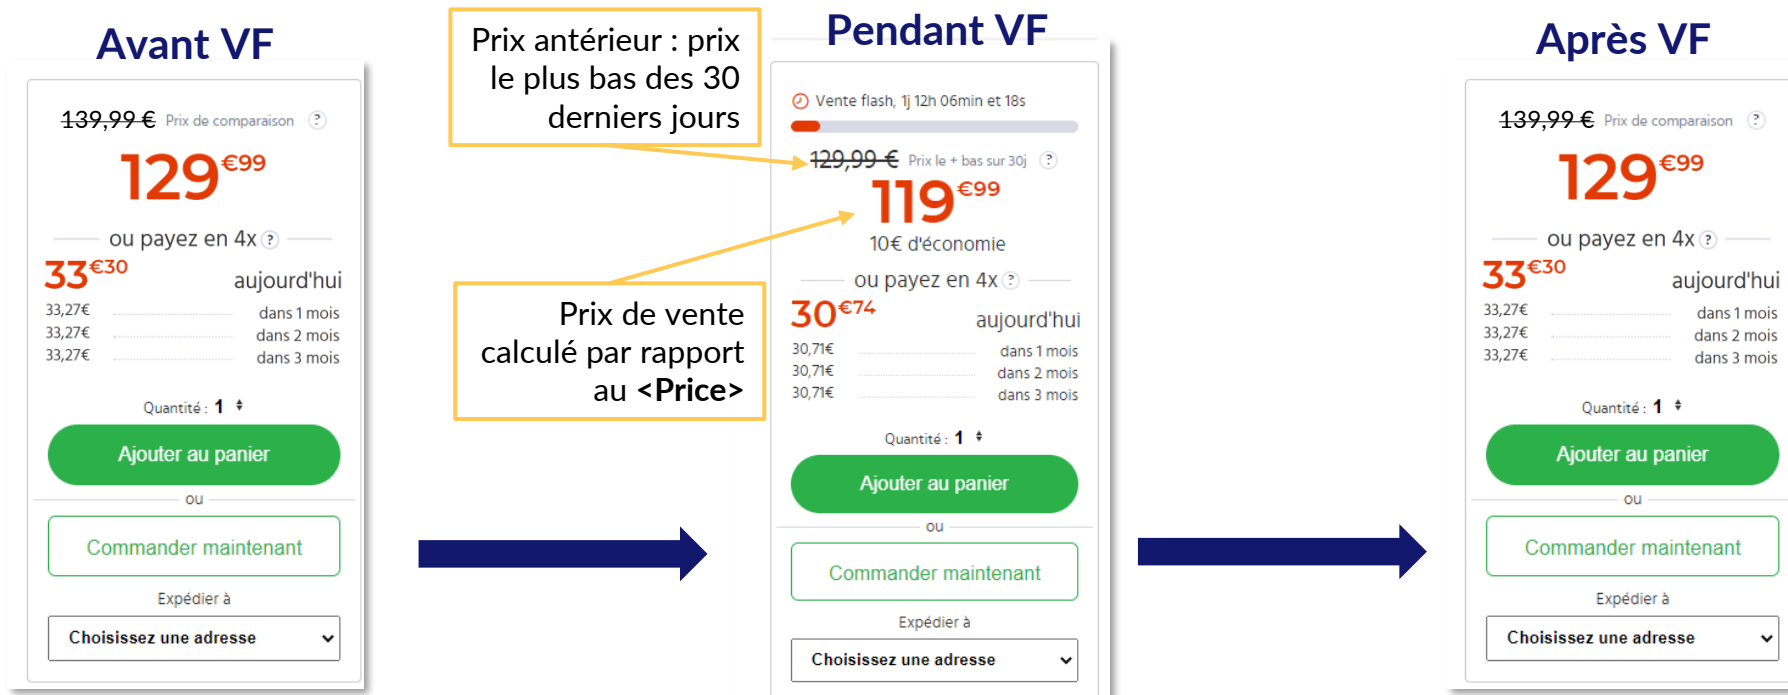 Avant VF
139,99 € Prix de comparaison ?
129€99
ou payez en 4x ?
33€30 aujourd'hui
33,27€ dans 1 mois
33,27€ dans 2 mois
33,27€ dans 3 mois
Quantité : 1
Ajouter au panier
ou
Commander maintenant
Expédier à
Choisissez une adresse
Prix antérieur : prix
le plus bas des 30
derniers jours
Prix de vente
calculé par rapport
au <Price>
Pendant VF
Vente flash, 1j 12h 06min et 18s
129,99 € Prix le + bas sur 30j ?
119€99
10€ d'économie
ou payez en 4x ?
30€74 aujourd'hui
30,71€ dans 1 mois
30,71€ dans 2 mois
30,71€ dans 3 mois
Quantité : 1
Ajouter au panier
ou
Commander maintenant
Expédier à
Choisissez une adresse
Après VF
139,99 € Prix de comparaison ?
129€99
ou payez en 4x ?
33€30 aujourd'hui
33,27€ dans 1 mois
33,27€ dans 2 mois
33,27€ dans 3 mois
Quantité : 1
Ajouter au panier
ou
Commander maintenant
Expédier à
Choisissez une adresse